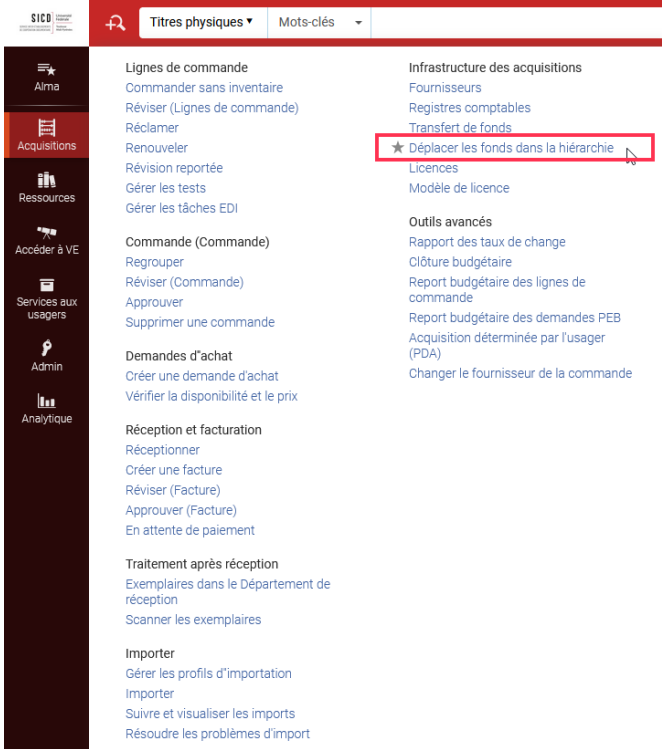 SICD
Titres physiques
Mots-clés
Alma
Acquisitions
Ressources
Accéder à VE
Services aux
usagers
Admin
Analytique
Lignes de commande
Commander sans inventaire
Réviser (Lignes de commande)
Réclamer
Renouveler
Révision reportée
Gérer les tests
Gérer les tâches EDI
Commande (Commande)
Regrouper
Réviser (Commande)
Approuver
Supprimer une commande
Demandes d"achat
Créer une demande d'achat
Vérifier la disponibilité et le prix
Réception et facturation
Réceptionner
Créer une facture
Réviser (Facture)
Approuver (Facture)
En attente de paiement
Traitement après réception
Exemplaires dans le Département de
réception
Scanner les exemplaires
Importer
Gérer les profils d"importation
Importer
Suivre et visualiser les imports
Résoudre les problèmes d'import
Infrastructure des acquisitions
Fournisseurs
Registres comptables
Transfert de fonds
Déplacer les fonds dans la hiérarchie
Licences
Modèle de licence
Outils avancés
Rapport des taux de change
Clôture budgétaire
Report budgétaire des lignes de
commande
Report budgétaire des demandes PEB
Acquisition déterminée par l'usager
(PDA)
Changer le fournisseur de la commande